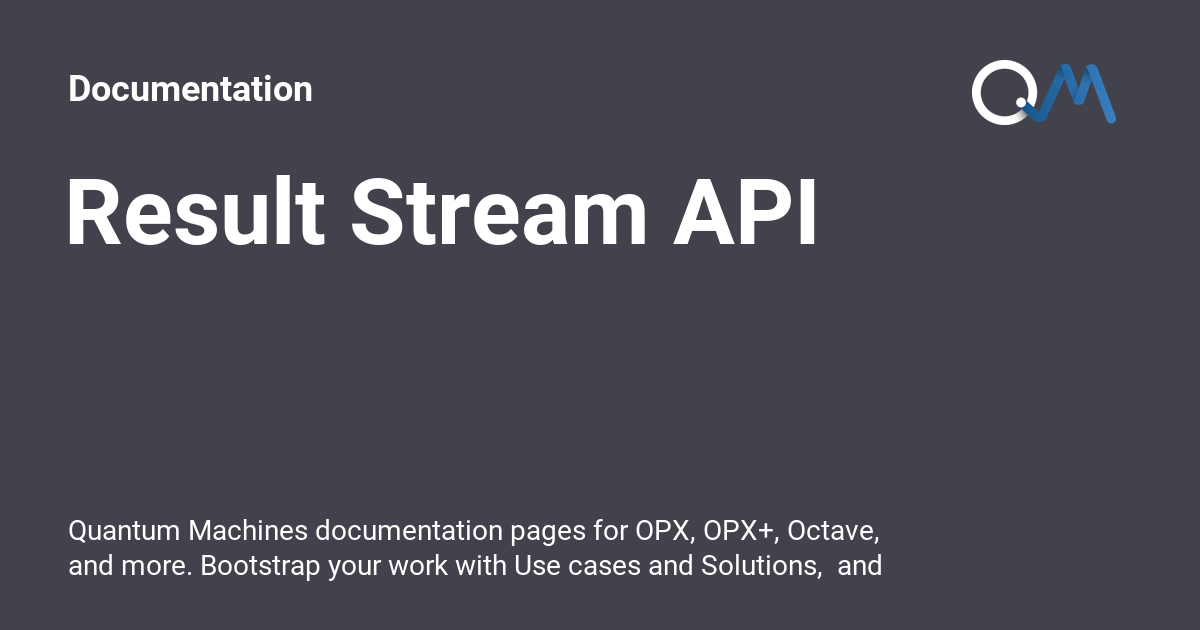 Documentation
QM
Result Stream API
Quantum Machines documentation pages for OPX, OPX+, Octave,
and more. Bootstrap your work with Use cases and Solutions,  and